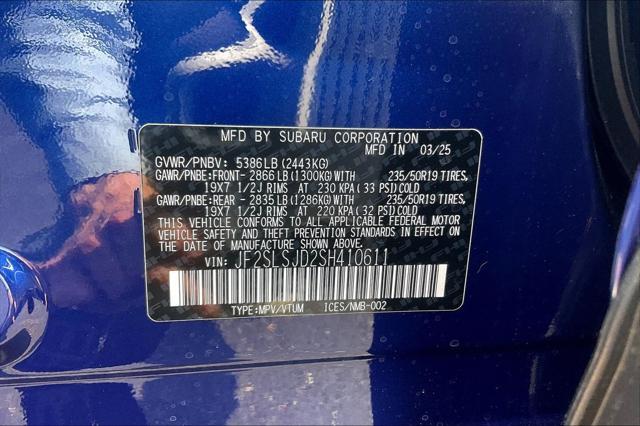 MFD BY SUBARU CORPORATION
MFD IN 03/25
GVWR/PNBV: 5386LB (2443KG)
GAWR/PNBE:FRONT- 2866LB (1300KG)WITH 235/50R19 TIRES,
19X7 1/2J RIMS AT 230 KPA (33 PSI) COLD
GAWR/PNBE:REAR - 2835LB (1286KG)WITH 235/50R19 TIRES,
19X7 1/2J RIMS AT 220 KPA (32 PSI) COLD
THIS VEHICLE CONFORMS TO ALL APPLICABLE FEDERAL MOTOR
VEHICLE SAFETY AND THEFT PREVENTION STANDARDS IN EFFECT
ON THE DATE OF MANUFACTURE SHOWN ABOVE.
VIN: JF2SLSJD2SH410611
TYPE:MPV/VTUM ICES/NMB-002